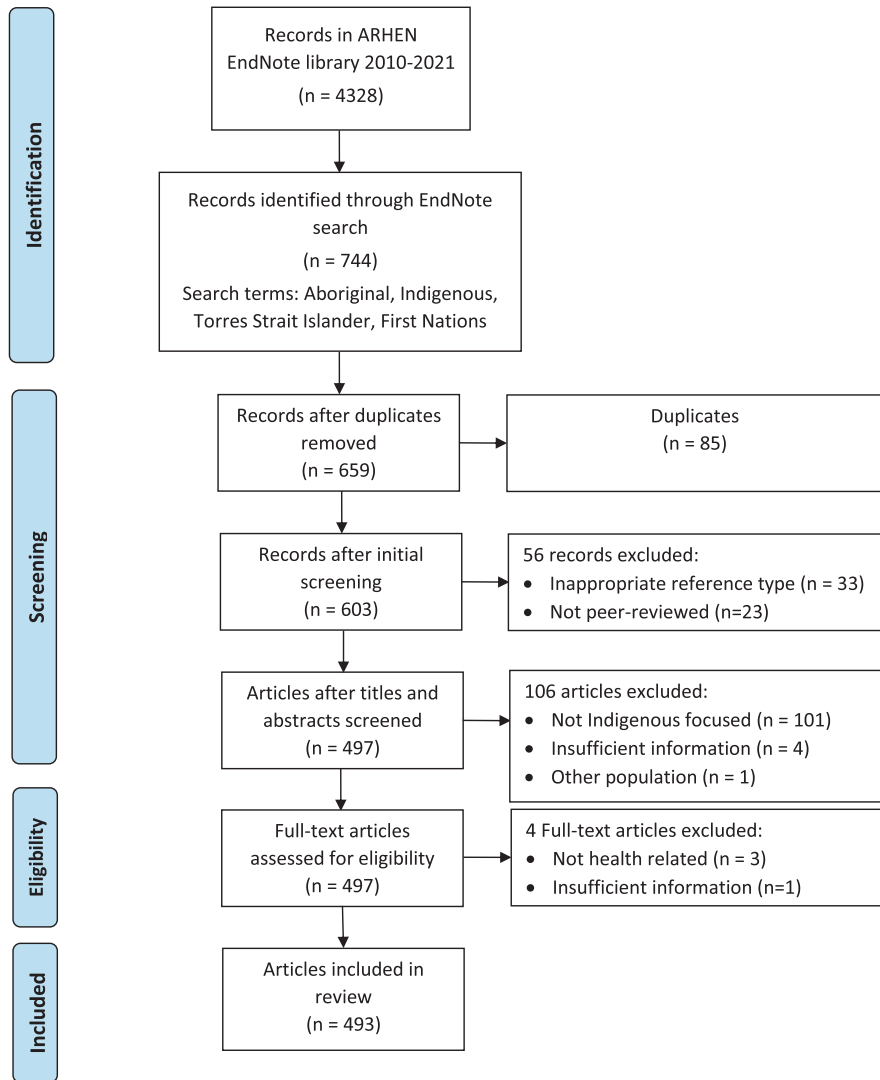 Identification
Records in ARHEN
EndNote library 2010-2021
(n = 4328)
Records identified through EndNote
search
(n = 744)
Search terms: Aboriginal, Indigenous,
Torres Strait Islander, First Nations
Screening
Records after duplicates
removed
(n = 659)
Duplicates
(n = 85)
Records after initial
screening
(n = 603)
56 records excluded:
• Inappropriate reference type (n = 33)
• Not peer-reviewed (n=23)
Articles after titles and
abstracts screened
(n = 497)
106 articles excluded:
• Not Indigenous focused (n = 101)
• Insufficient information (n = 4)
• Other population (n = 1)
Eligibility
Full-text articles
assessed for eligibility
(n = 497)
4 Full-text articles excluded:
• Not health related (n = 3)
• Insufficient information (n=1)
Included
Articles included in
review
(n = 493)